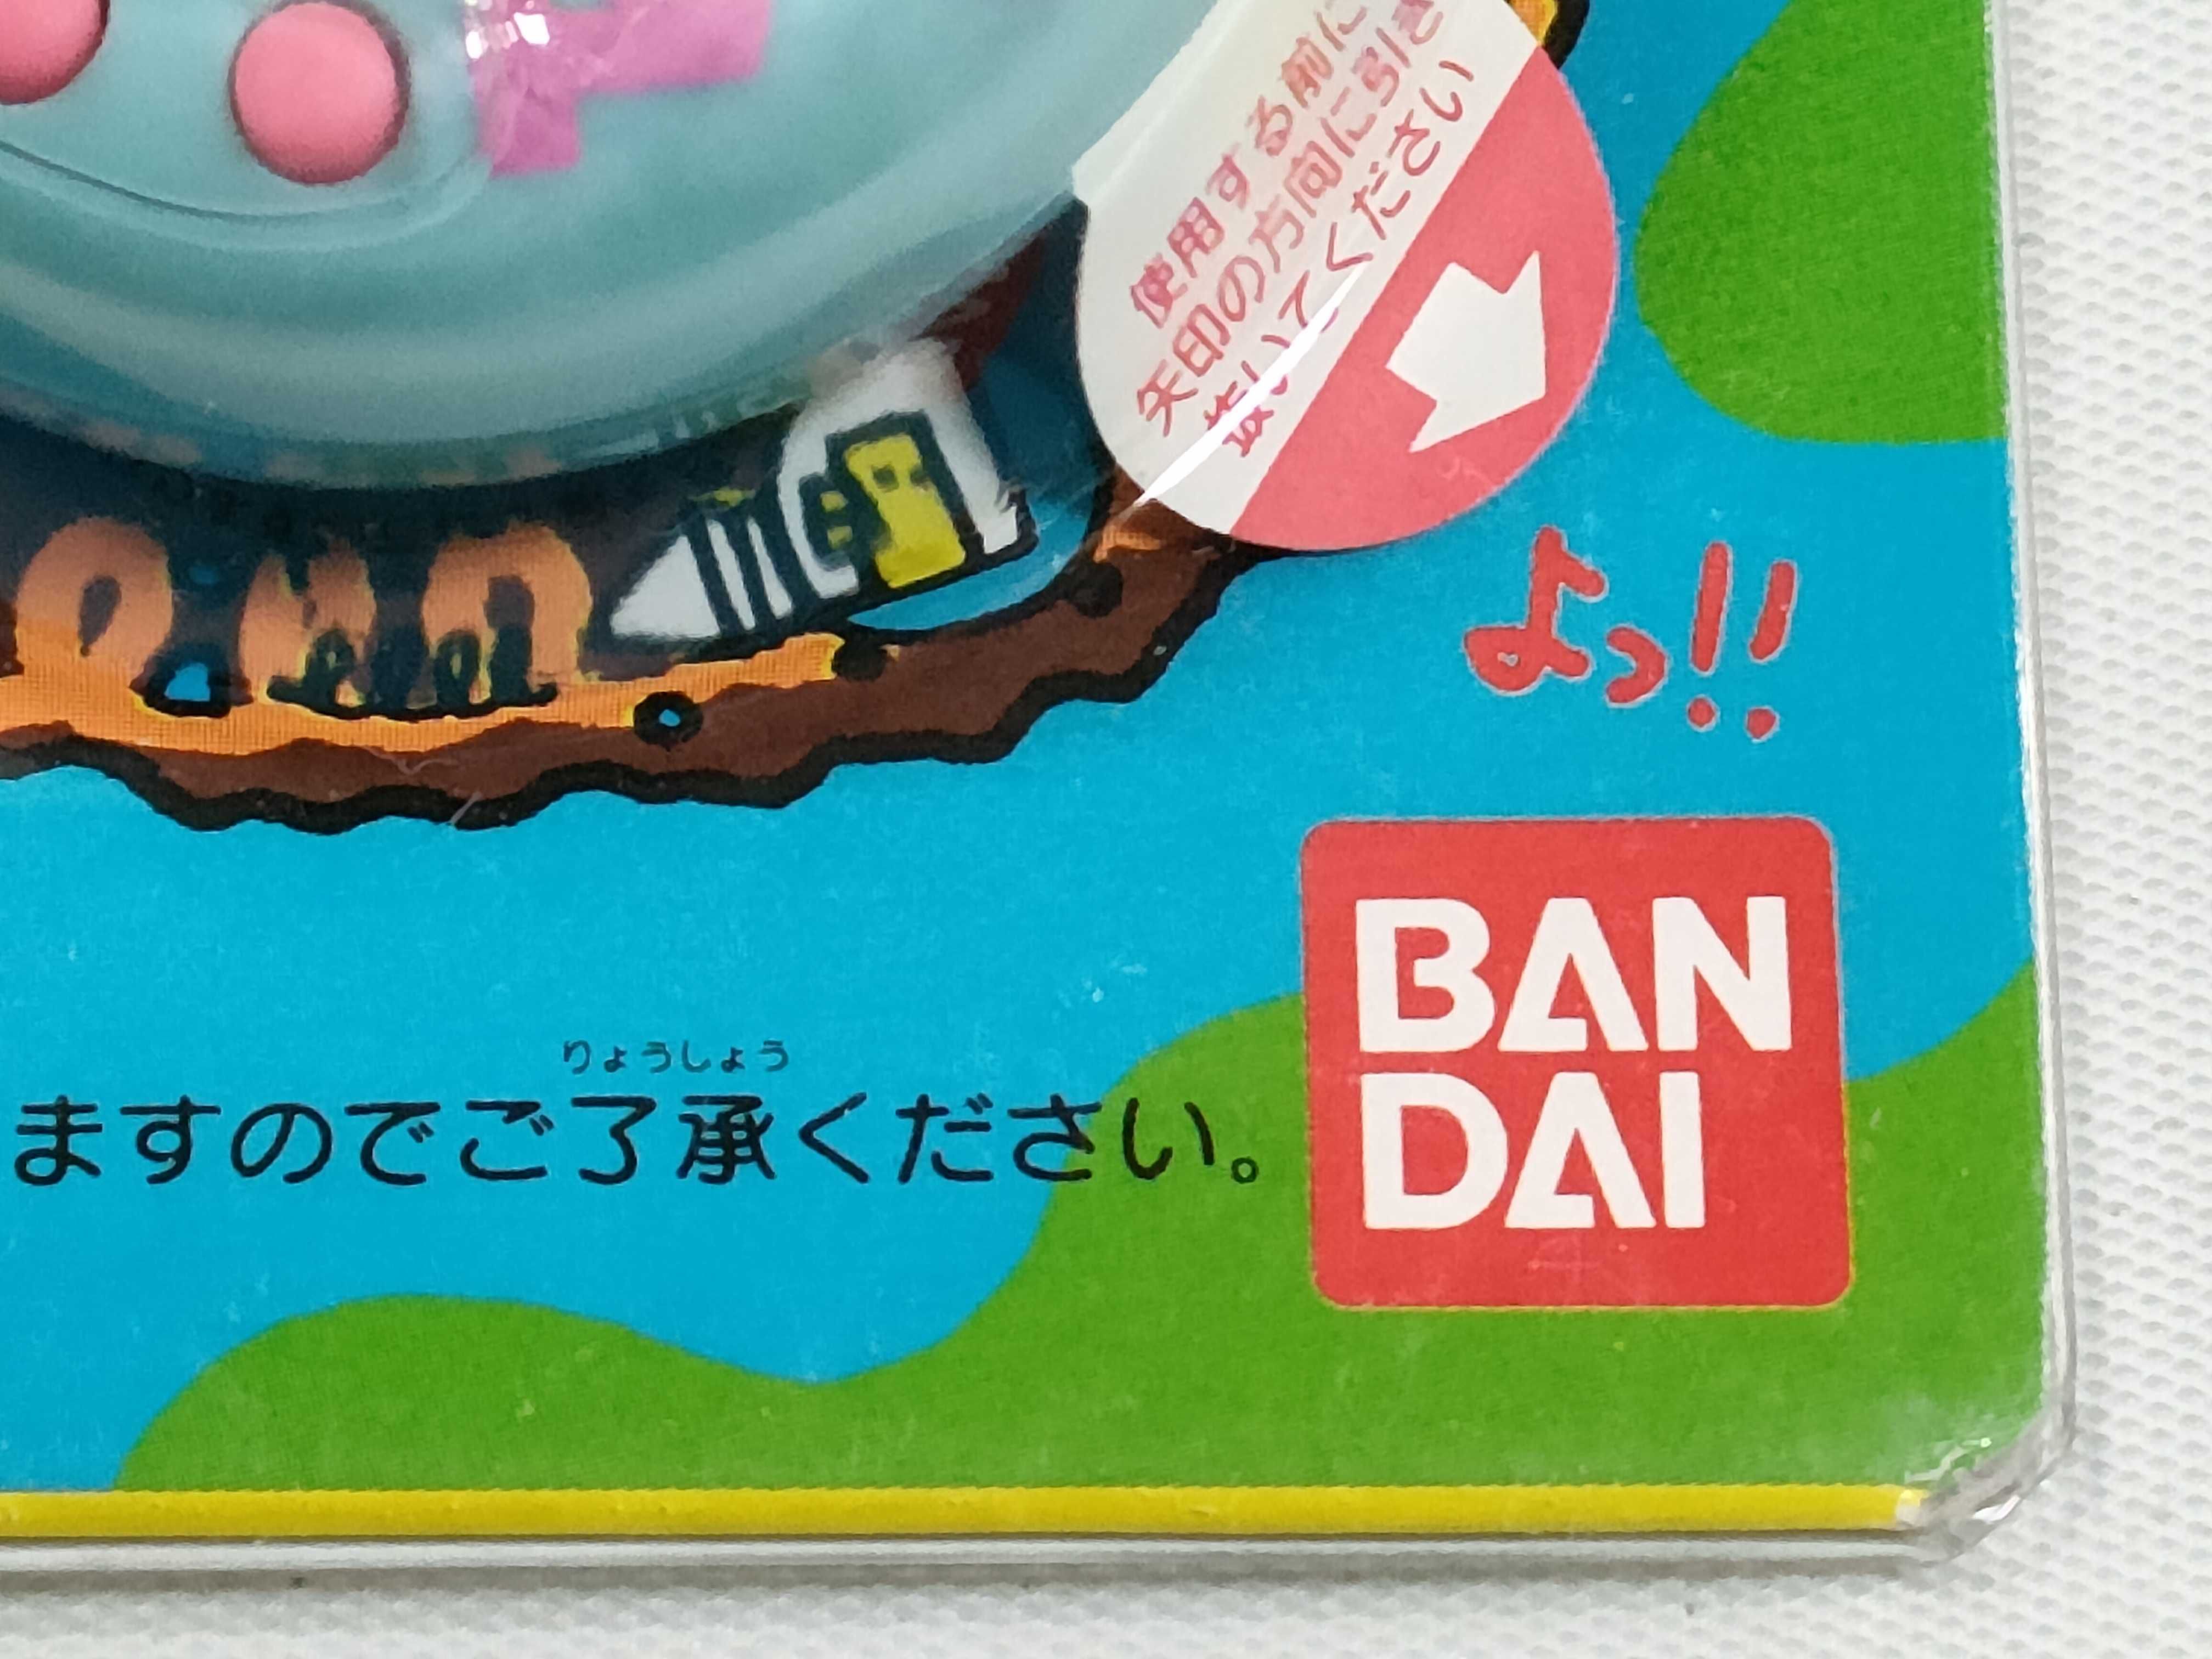 使用する前に
矢印の方向に引き
抜いてください
よっ!!
りょうしょう
ますのでご了承ください。
BAN
DAI